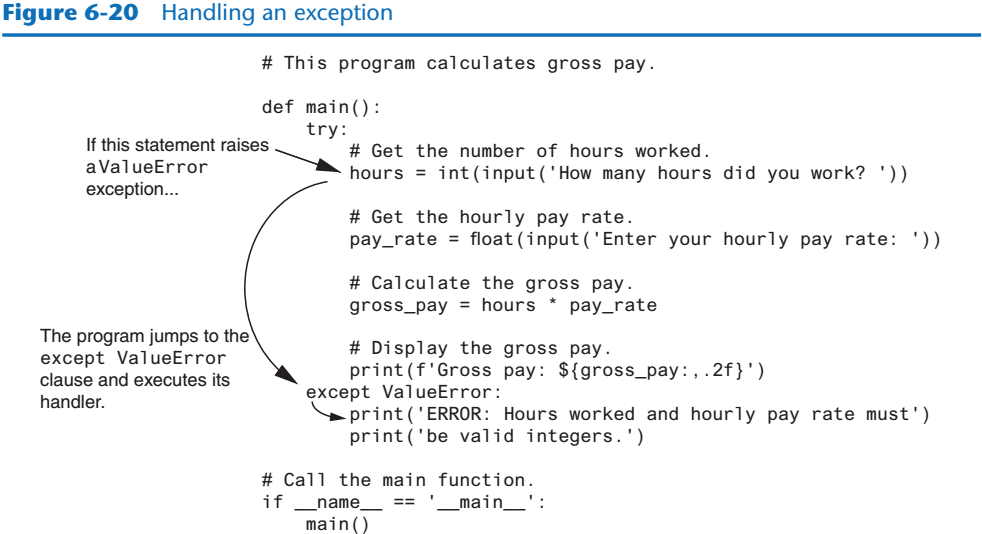 Figure 6-20 Handling an exception
# This program calculates gross pay.
def main():
try:
If this statement raises
a ValueError
exception...
# Get the number of hours worked.
hours = int(input('How many hours did you work? '))
# Get the hourly pay rate.
pay_rate = float(input('Enter your hourly pay rate: '))
# Calculate the gross pay.
gross_pay = hours * pay_rate
The program jumps to the
except ValueError
clause and executes its
handler.
# Display the gross pay.
print(f'Gross pay: ${gross_pay:,.2f}')
except ValueError:
print('ERROR: Hours worked and hourly pay rate must')
print('be valid integers.')
# Call the main function.
if __name__ == '__main__':
main()